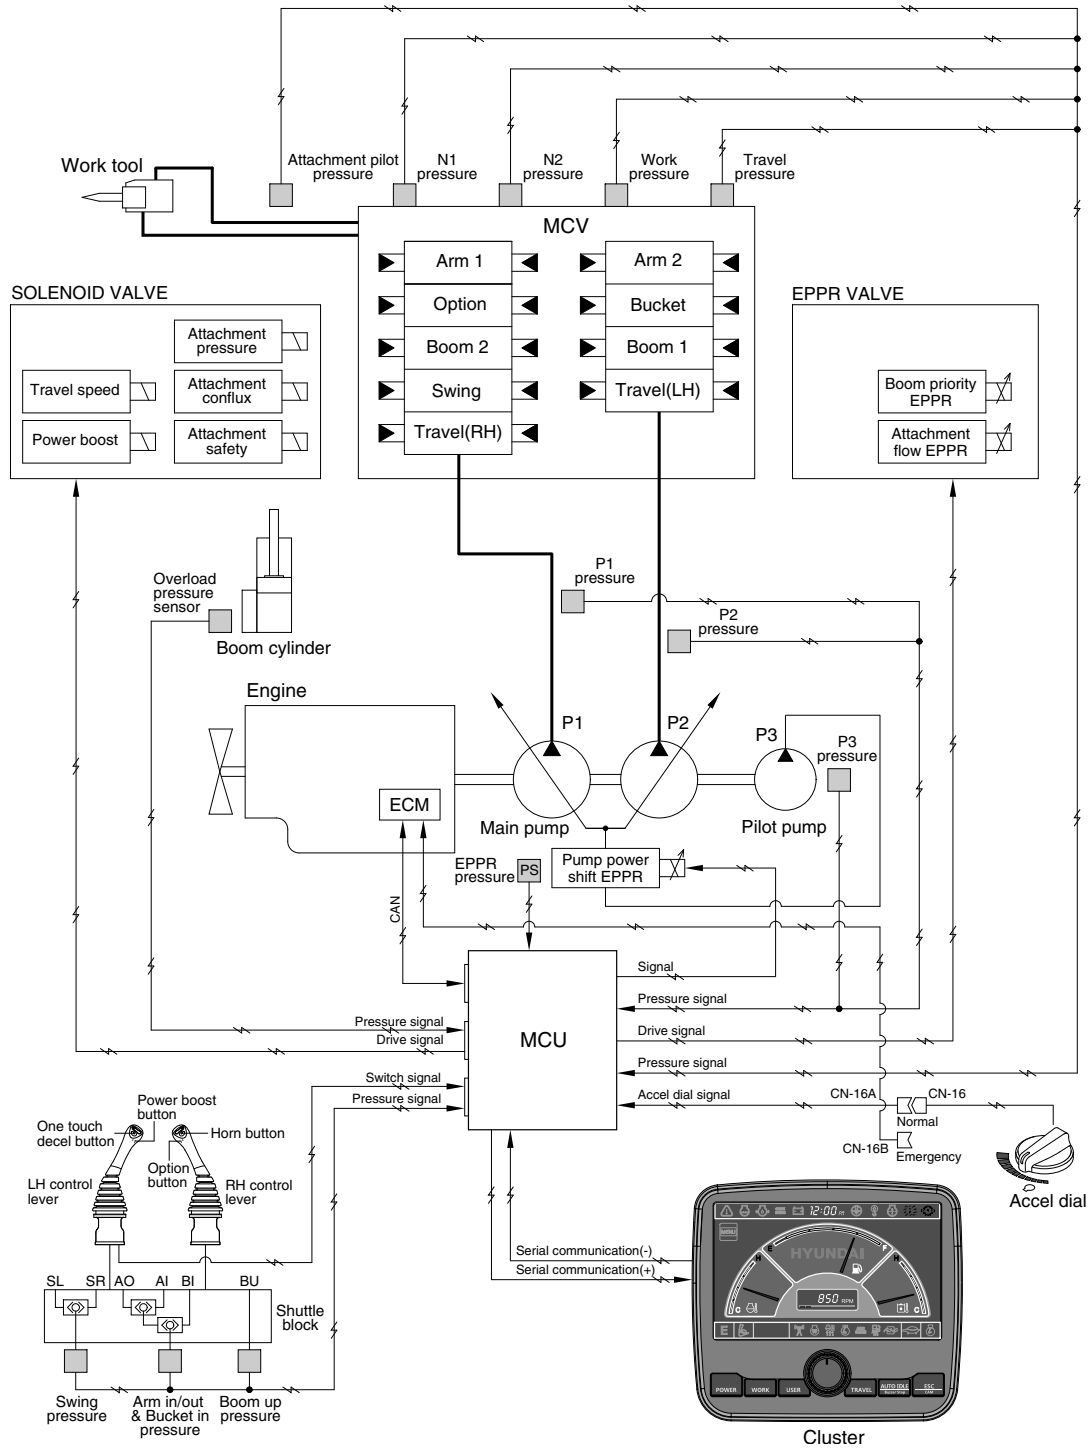 Attachment pilot
pressure
N1
pressure
N2
pressure
Work
pressure
Travel
pressure
Work tool
MCV
Arm 1
Option
Boom 2
Swing
Travel(RH)
Arm 2
Bucket
Boom 1
Travel(LH)
SOLENOID VALVE
Attachment
pressure
Travel speed
Attachment
conflux
Power boost
Attachment
safety
EPPR VALVE
Boom priority
EPPR
Attachment
flow EPPR
Overload
pressure
sensor
Boom cylinder
P1
pressure
P2
pressure
Engine
P1
P2
P3
P3
pressure
ECM
Main pump
Pilot pump
EPPR
pressure
PS
Pump power
shift EPPR
CAN
MCU
Signal
Pressure signal
Drive signal
Pressure signal
Accel dial signal
Pressure signal
Drive signal
Switch signal
Pressure signal
CN-16A
CN-16
Normal
CN-16B
Emergency
Accel dial
Power boost
button
One touch
decel button
Horn button
Option
button
LH control
lever
RH control
lever
SL SR AO AI BI BU
Shuttle
block
Swing
pressure
Arm in/out
& Bucket in
pressure
Boom up
pressure
Serial communication(-)
Serial communication(+)
12:00
MENU
HYUNDAI
E F
H H
C C
850 RPM
E
POWER WORK USER TRAVEL AUTO IDLE ESC
Buzzer Stop CAM
Cluster